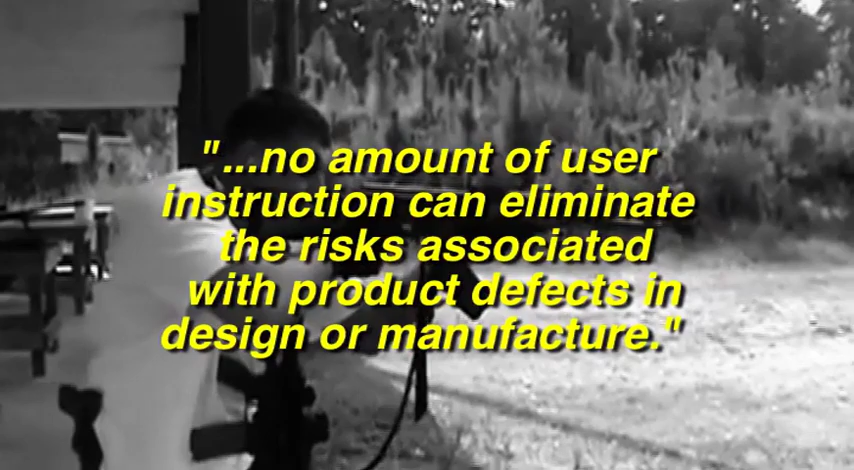 "...no amount of user
instruction can eliminate
the risks associated
with product defects in
design or manufacture."